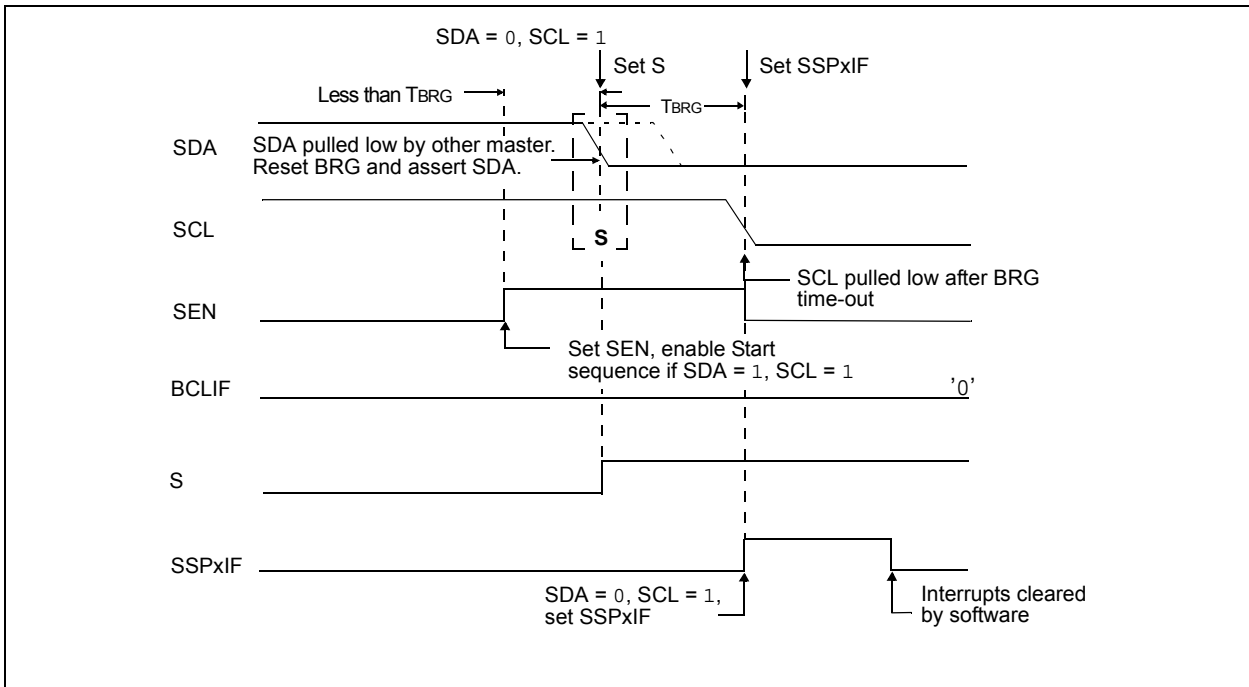 SDA = 0, SCL = 1
Set S
Set SSPxIF
Less than TBRG
TBRG
SDA
SDA pulled low by other master.
Reset BRG and assert SDA.
SCL
S
SCL pulled low after BRG
time-out
SEN
Set SEN, enable Start
sequence if SDA = 1, SCL = 1
BCLIF
'0'
S
SSPxIF
SDA = 0, SCL = 1,
set SSPxIF
Interrupts cleared
by software